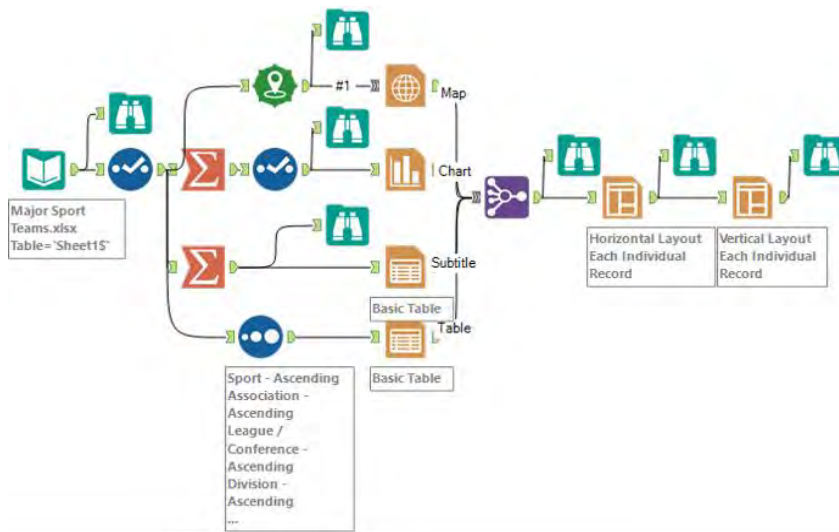 #1
Map
Chart
Major Sport
Teams.xlsx
Table=`Sheet1$`
Horizontal Layout
Each Individual
Record
Vertical Layout
Each Individual
Record
Subtitle
Basic Table
Table
Basic Table
Sport - Ascending
Association -
Ascending
League /
Conference -
Ascending
Division -
Ascending
...